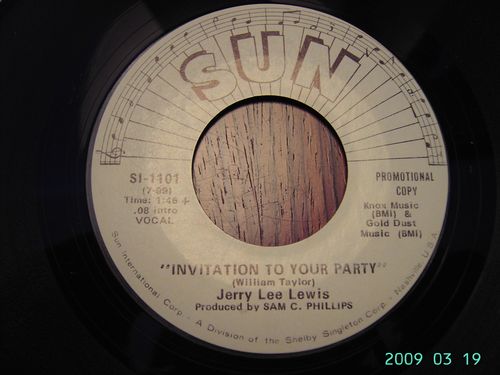 SUN
SI-1101
(7-99)
Time: 1:46
.08 intro
VOCAL
PROMOTIONAL
COPY
Knox Music
(BMI) &
Gold Dust
Music (BMI)
"INVITATION TO YOUR PARTY"
(William Taylor)
Jerry Lee Lewis
Produced by SAM C. PHILLIPS
Sun International Corp. - A Division of the Shelby Singleton Corp. - Nashville, U.S.A.
2009 03 19